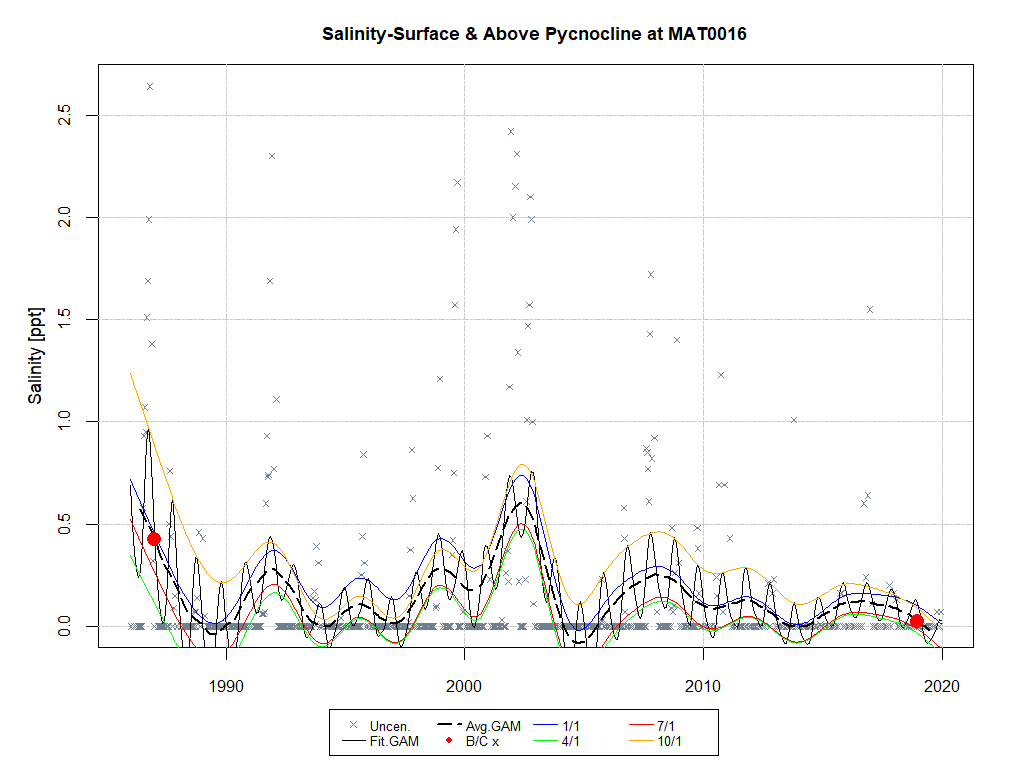 Salinity-Surface & Above Pycnocline at MAT0016
Salinity [ppt]
2.5
2.0
1.5
1.0
0.5
0.0
1990 2000 2010 2020
Uncen. Avg.GAM 1/1 7/1
Fit.GAM B/C x 4/1 10/1